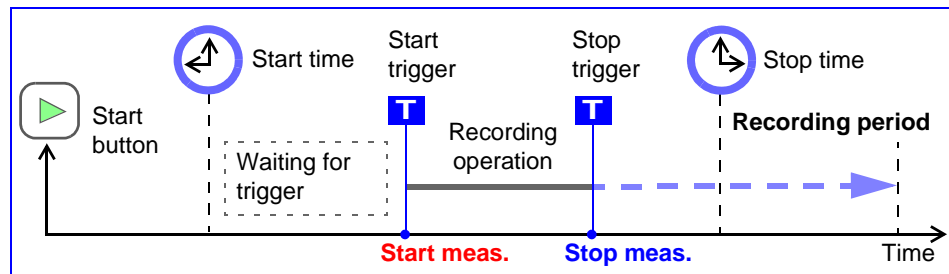 Start time
Start
trigger
Stop
trigger
Stop time
Start
button
T
T
Recording
operation
Recording period
Waiting for
trigger
Start meas.
Stop meas.
Time